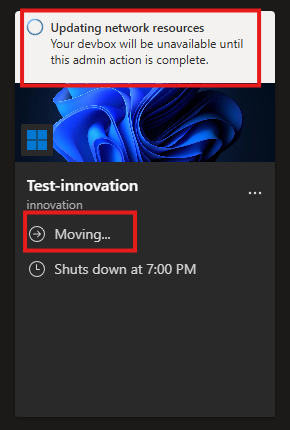 Updating network resources
Your devbox will be unavailable until
this admin action is complete.
Test-innovation
innovation
Moving...
Shuts down at 7:00 PM